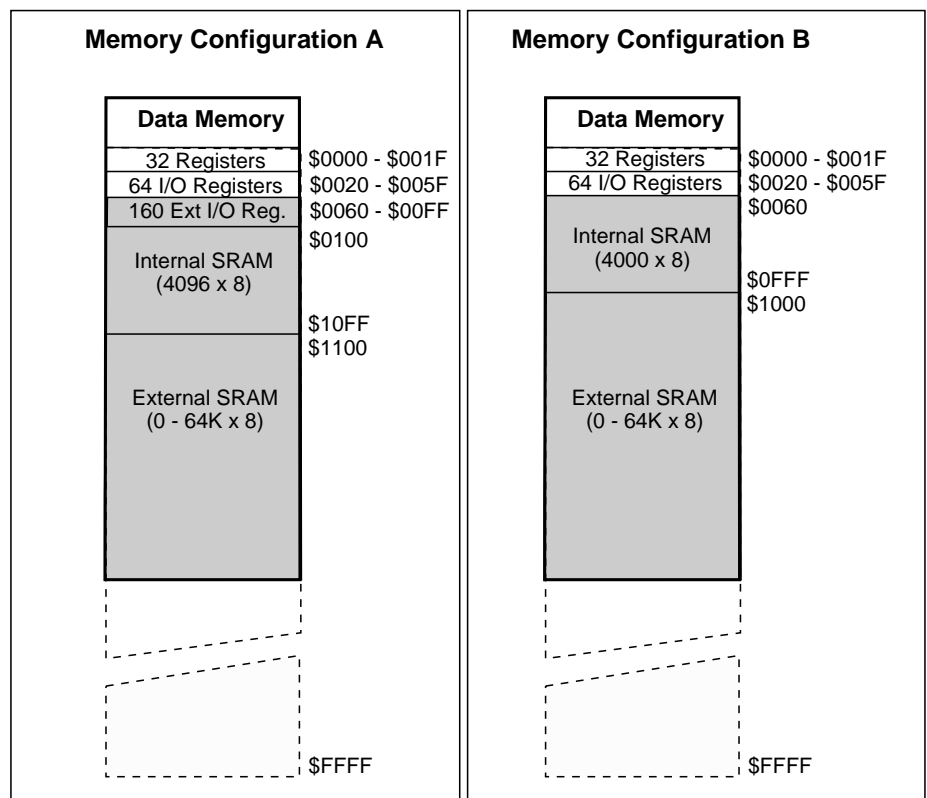 Memory Configuration A
Data Memory
32 Registers
$0000 - $001F
64 I/O Registers
$0020 - $005F
160 Ext I/O Reg.
$0060 - $00FF
$0100
Internal SRAM
(4096 x 8)
$10FF
$1100
External SRAM
(0 - 64K x 8)
$FFFF
Memory Configuration B
Data Memory
32 Registers
$0000 - $001F
64 I/O Registers
$0020 - $005F
$0060
Internal SRAM
(4000 x 8)
$0FFF
$1000
External SRAM
(0 - 64K x 8)
$FFFF